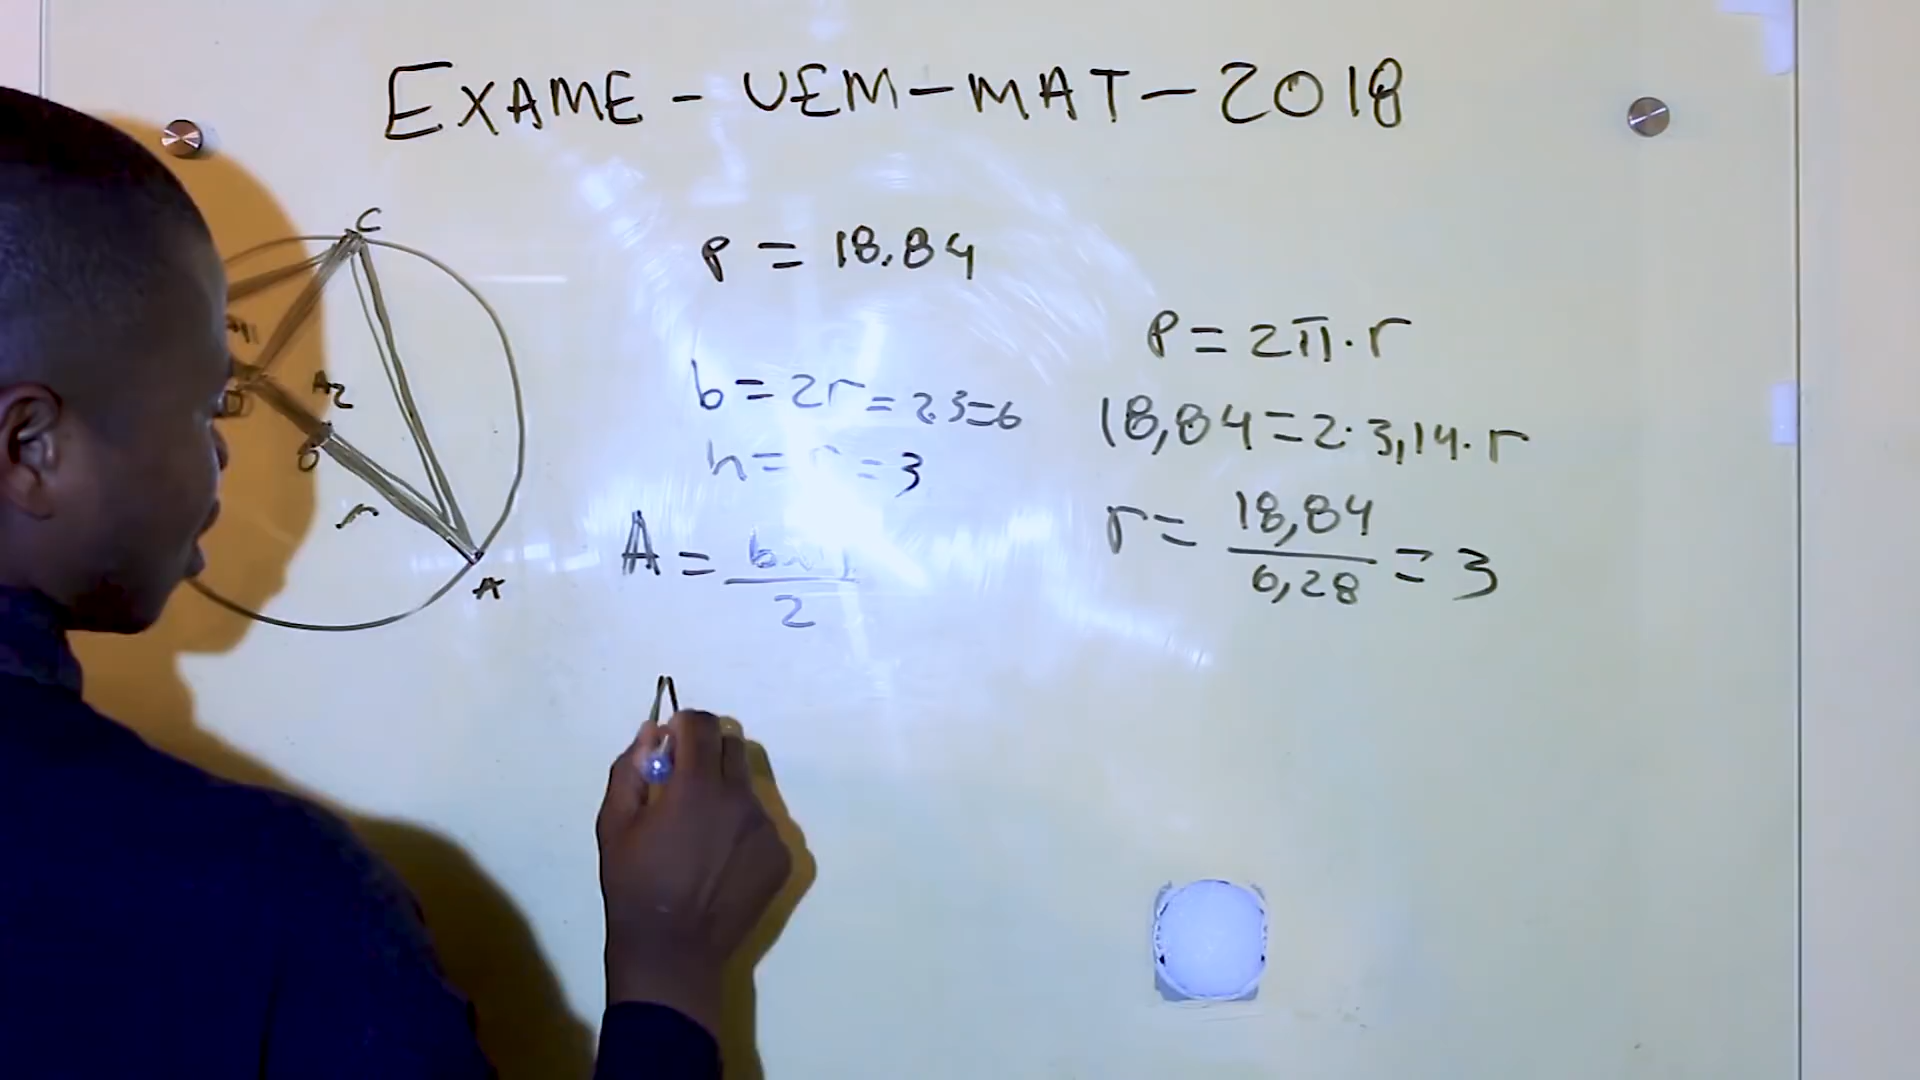 EXAME - UEM - MAT - 2018
C
P = 18.84
P = 2π · r
A2
b = 2r = 2.3 = 6
18,84 = 2 · 3,14 · r
O
h = r = 3
r
r = 18,84 / 6,28 = 3
A = b.h / 2
A
A